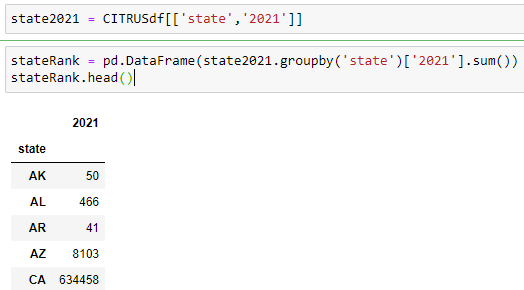 state2021 = CITRUSdf[['state','2021']]
stateRank = pd.DataFrame(state2021.groupby('state')['2021'].sum())
stateRank.head()
2021
state
AK 50
AL 466
AR 41
AZ 8103
CA 634458